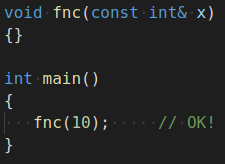 void fnc(const int& x)
{}

int main()
{
    fnc(10);     // OK!
}